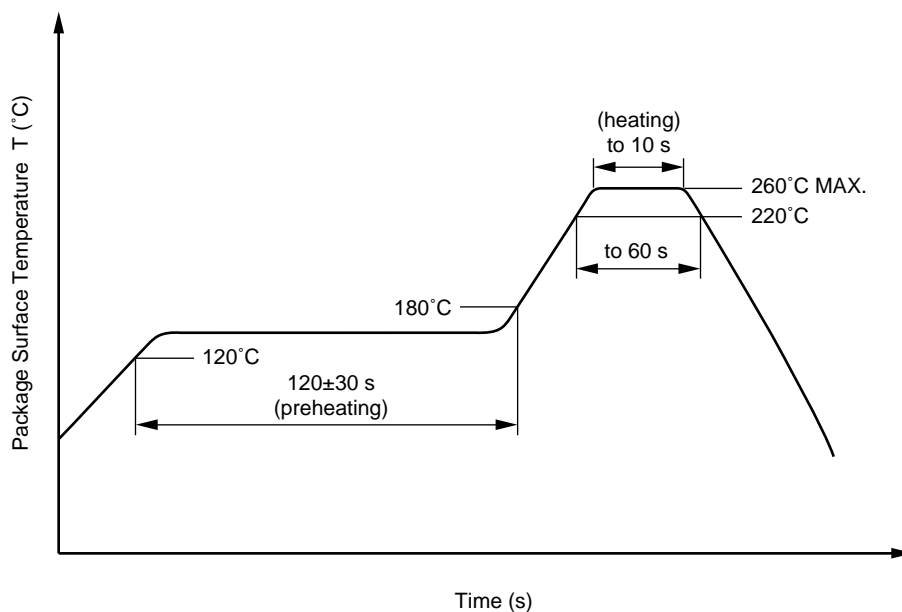 Package Surface Temperature T (˚C)
(heating)
to 10 s
260˚C MAX.
220˚C
to 60 s
180˚C
120˚C
120±30 s
(preheating)
Time (s)